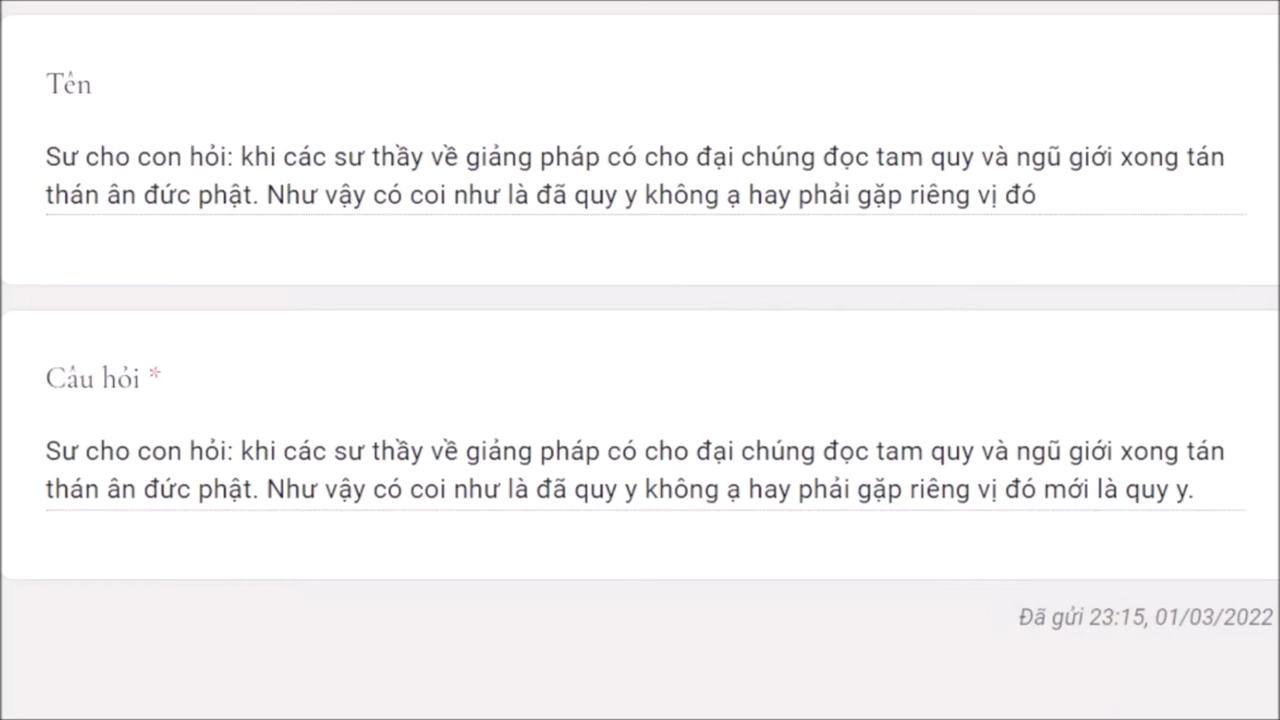 Tên
Sư cho con hỏi: khi các sư thầy về giảng pháp có cho đại chúng đọc tam quy và ngũ giới xong tán
thán ân đức phật. Như vậy có coi như là đã quy y không ạ hay phải gặp riêng vị đó
Câu hỏi *
Sư cho con hỏi: khi các sư thầy về giảng pháp có cho đại chúng đọc tam quy và ngũ giới xong tán
thán ân đức phật. Như vậy có coi như là đã quy y không ạ hay phải gặp riêng vị đó mới là quy y.
Đã gửi 23:15, 01/03/2022